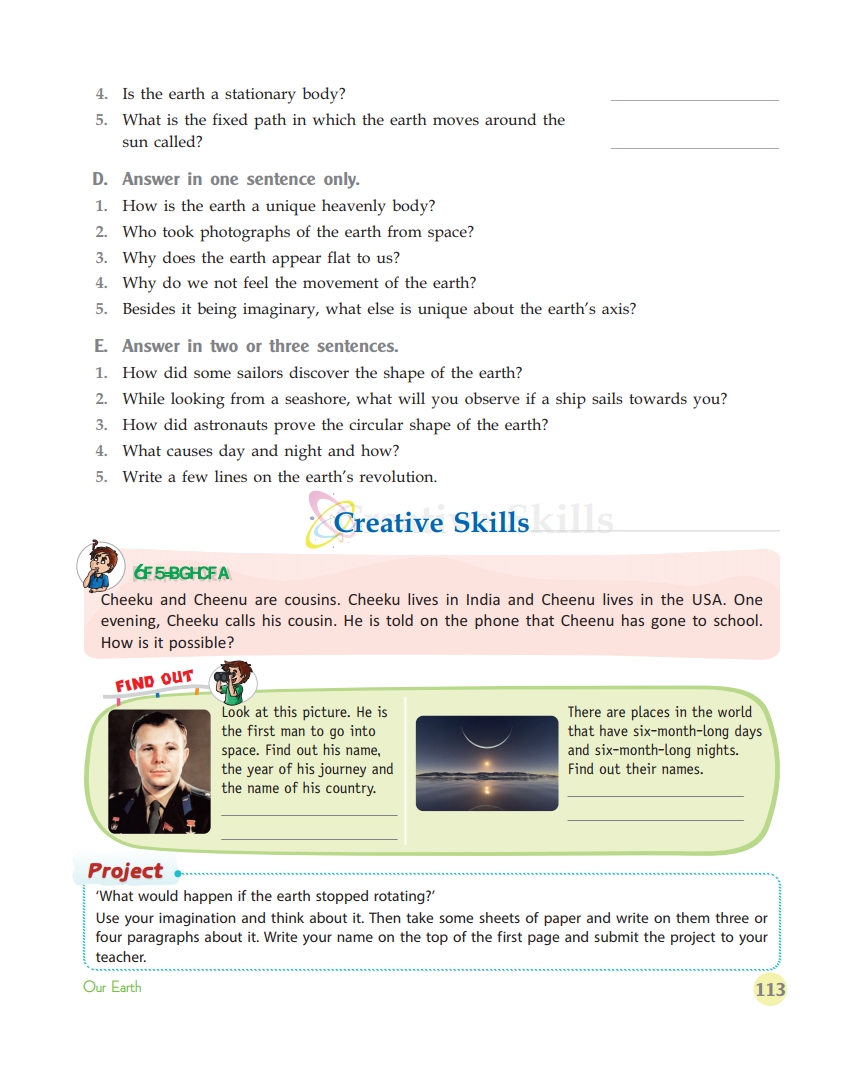 4. Is the earth a stationary body?
5. What is the fixed path in which the earth moves around the
sun called?
D. Answer in one sentence only.
1. How is the earth a unique heavenly body?
2. Who took photographs of the earth from space?
3. Why does the earth appear flat to us?
4. Why do we not feel the movement of the earth?
5. Besides it being imaginary, what else is unique about the earth's axis?
E. Answer in two or three sentences.
1. How did some sailors discover the shape of the earth?
2. While looking from a seashore, what will you observe if a ship sails towards you?
3. How did astronauts prove the circular shape of the earth?
4. What causes day and night and how?
5. Write a few lines on the earth's revolution.
Creative Skills
6F5=BGHCFA
Cheeku and Cheenu are cousins. Cheeku lives in India and Cheenu lives in the USA. One
evening, Cheeku calls his cousin. He is told on the phone that Cheenu has gone to school.
How is it possible?
FIND OUT
Look at this picture. He is
the first man to go into
space. Find out his name,
the year of his journey and
the name of his country.
There are places in the world
that have six-month-long days
and six-month-long nights.
Find out their names.
Project
'What would happen if the earth stopped rotating?'
Use your imagination and think about it. Then take some sheets of paper and write on them three or
four paragraphs about it. Write your name on the top of the first page and submit the project to your
teacher.
Our Earth
113